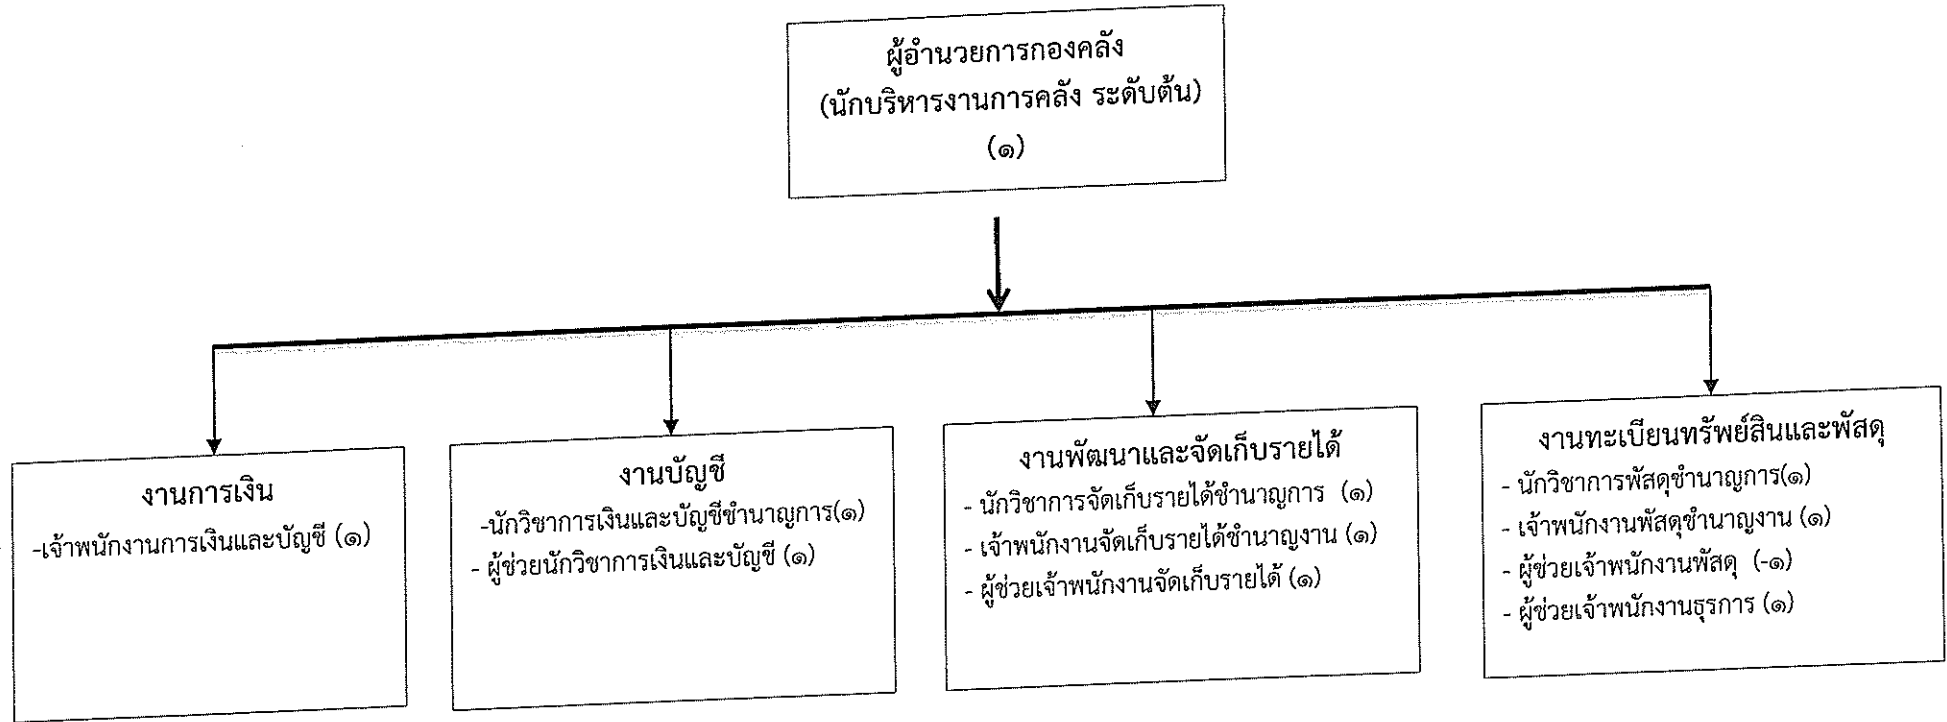 ผู้อำนวยการกองคลัง
(นักบริหารงานการคลัง ระดับต้น)
(๑)
งานการเงิน
-เจ้าพนักงานการเงินและบัญชี (๑)
งานบัญชี
-นักวิชาการเงินและบัญชีชำนาญการ(๑)
- ผู้ช่วยนักวิชาการเงินและบัญชี (๑)
งานพัฒนาและจัดเก็บรายได้
- นักวิชาการจัดเก็บรายได้ชำนาญการ (๑)
- เจ้าพนักงานจัดเก็บรายได้ชำนาญงาน (๑)
- ผู้ช่วยเจ้าพนักงานจัดเก็บรายได้ (๑)
งานทะเบียนทรัพย์สินและพัสดุ
- นักวิชาการพัสดุชำนาญการ(๑)
- เจ้าพนักงานพัสดุชำนาญงาน (๑)
- ผู้ช่วยเจ้าพนักงานพัสดุ (-๑)
- ผู้ช่วยเจ้าพนักงานธุรการ (๑)